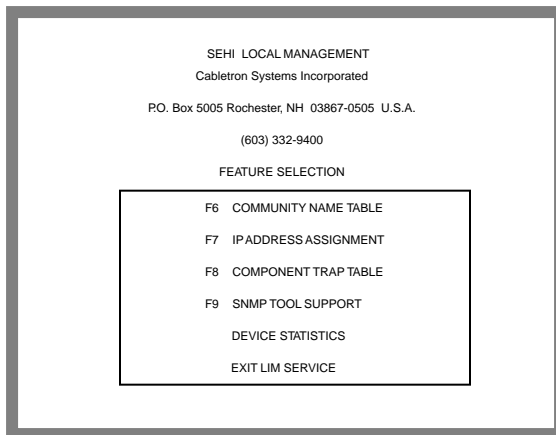 SEHI LOCAL MANAGEMENT
Cabletron Systems Incorporated
P.O. Box 5005 Rochester, NH 03867-0505 U.S.A.
(603) 332-9400
FEATURE SELECTION
F6 COMMUNITY NAME TABLE
F7 IP ADDRESS ASSIGNMENT
F8 COMPONENT TRAP TABLE
F9 SNMP TOOL SUPPORT
DEVICE STATISTICS
EXIT LIM SERVICE